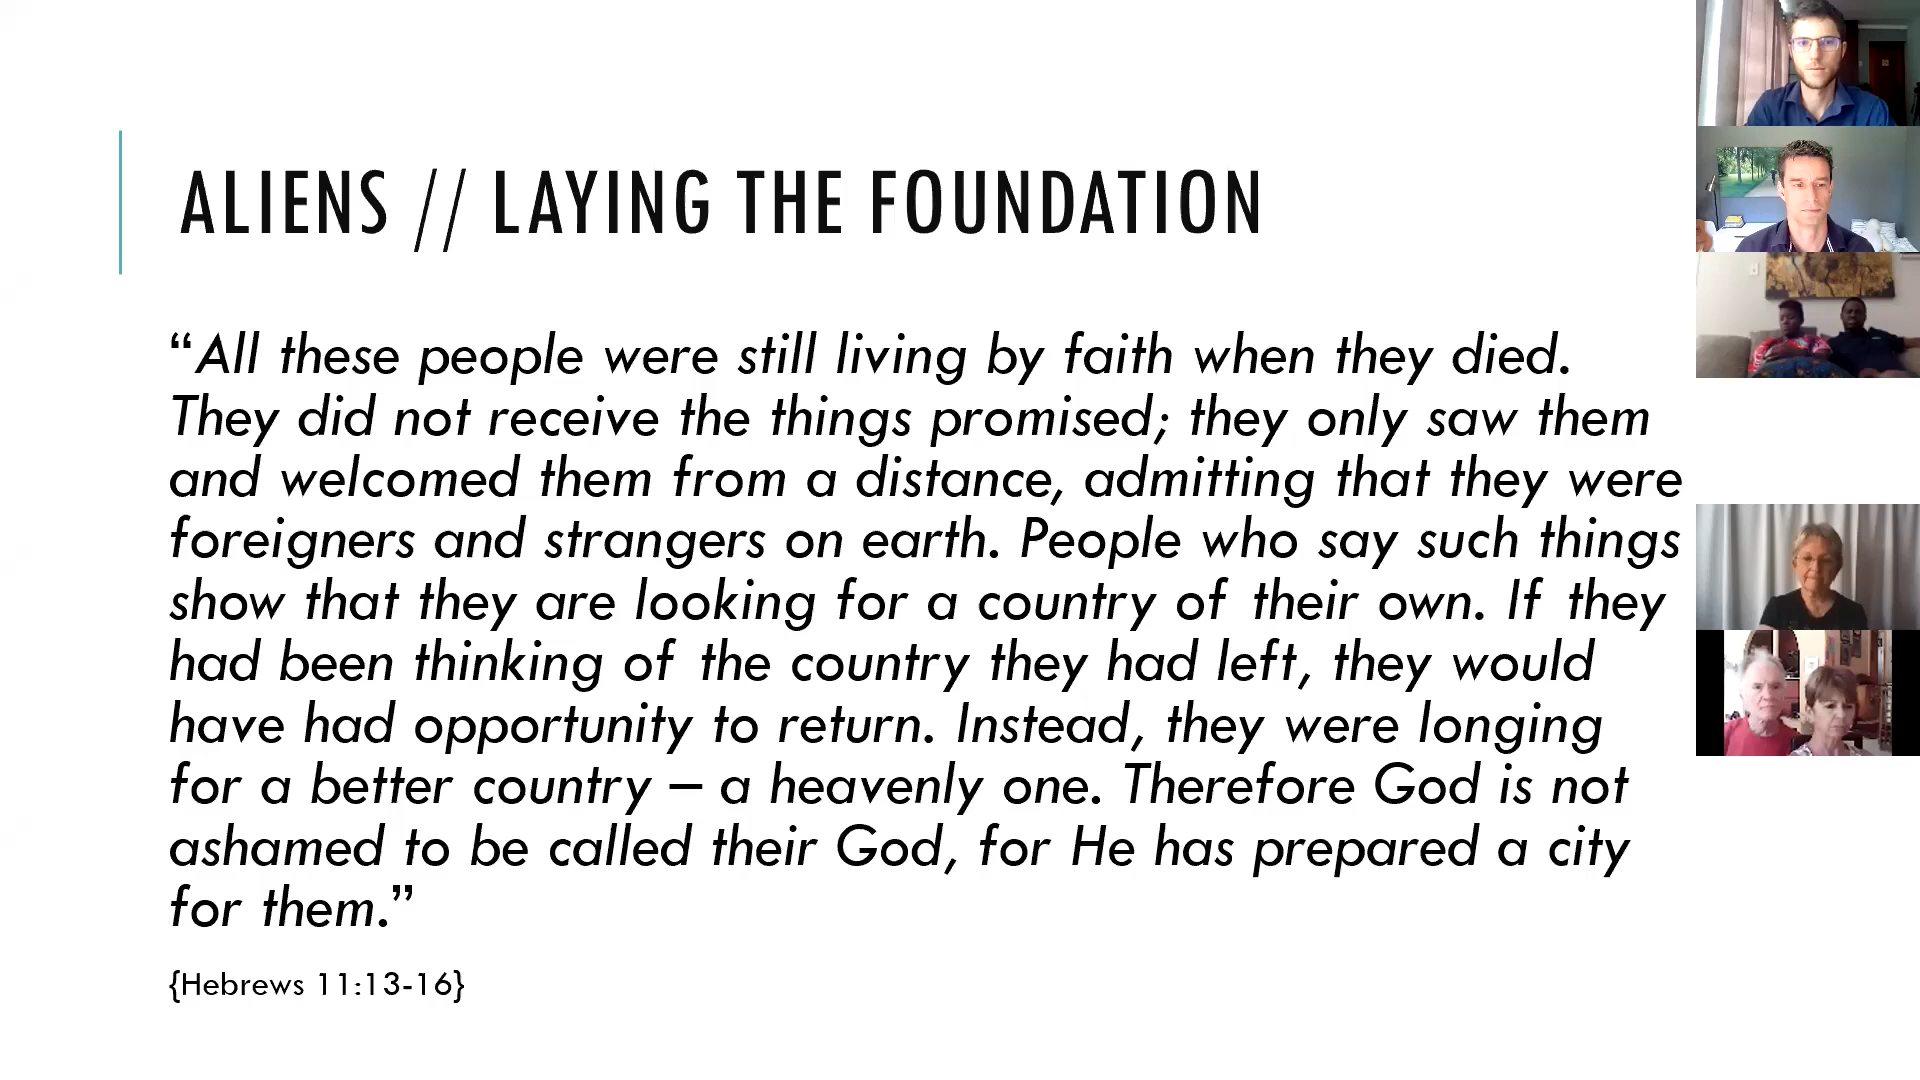 ALIENS // LAYING THE FOUNDATION
“All these people were still living by faith when they died.
They did not receive the things promised; they only saw them
and welcomed them from a distance, admitting that they were
foreigners and strangers on earth. People who say such things
show that they are looking for a country of their own. If they
had been thinking of the country they had left, they would
have had opportunity to return. Instead, they were longing
for a better country – a heavenly one. Therefore God is not
ashamed to be called their God, for He has prepared a city
for them.”
{Hebrews 11:13-16}